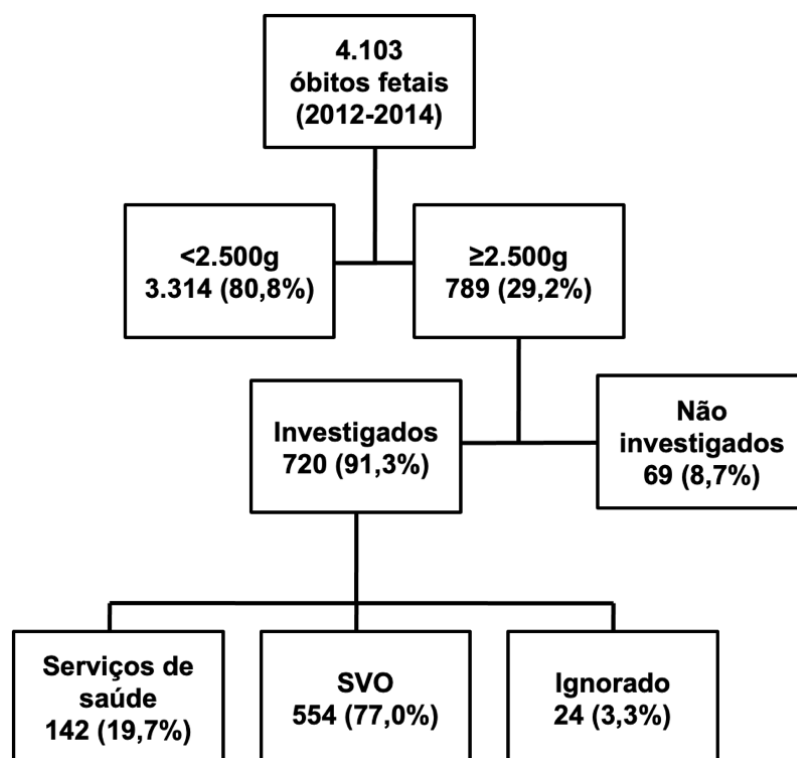 4.103
óbitos fetais
(2012-2014)
<2.500g
3.314 (80,8%)
≥2.500g
789 (29,2%)
Investigados
720 (91,3%)
Não
investigados
69 (8,7%)
Serviços de
saúde
142 (19,7%)
SVO
554 (77,0%)
Ignorado
24 (3,3%)